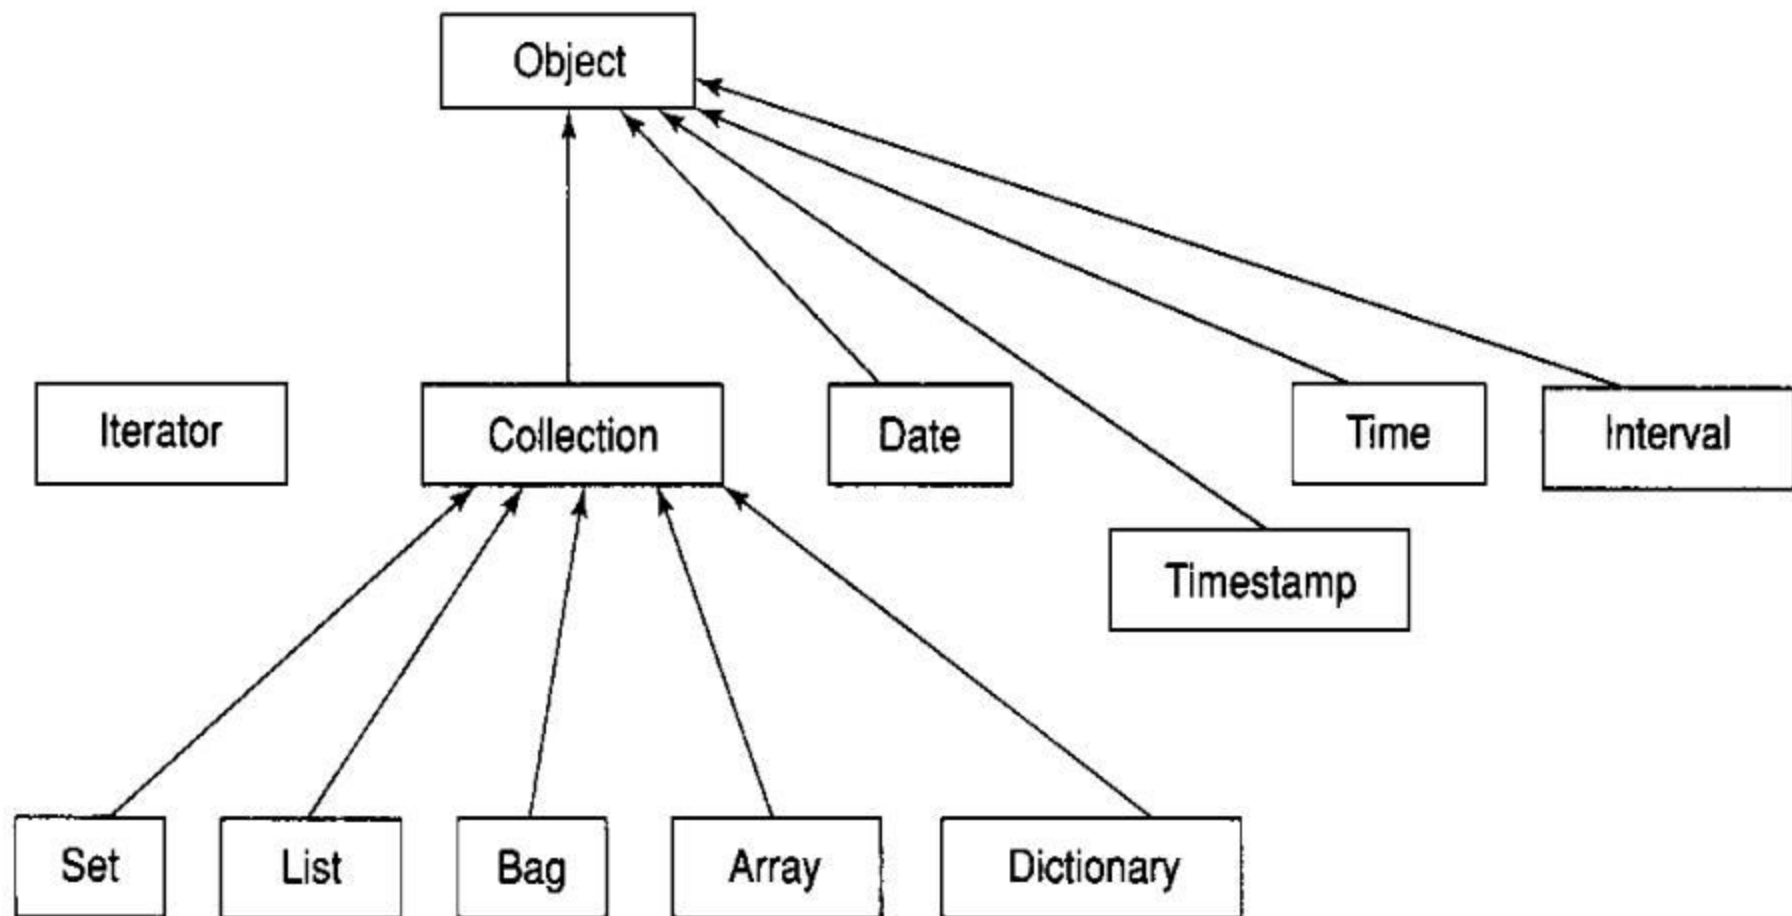 Object
Iterator
Collection
Date
Time
Interval
Timestamp
Set
List
Bag
Array
Dictionary